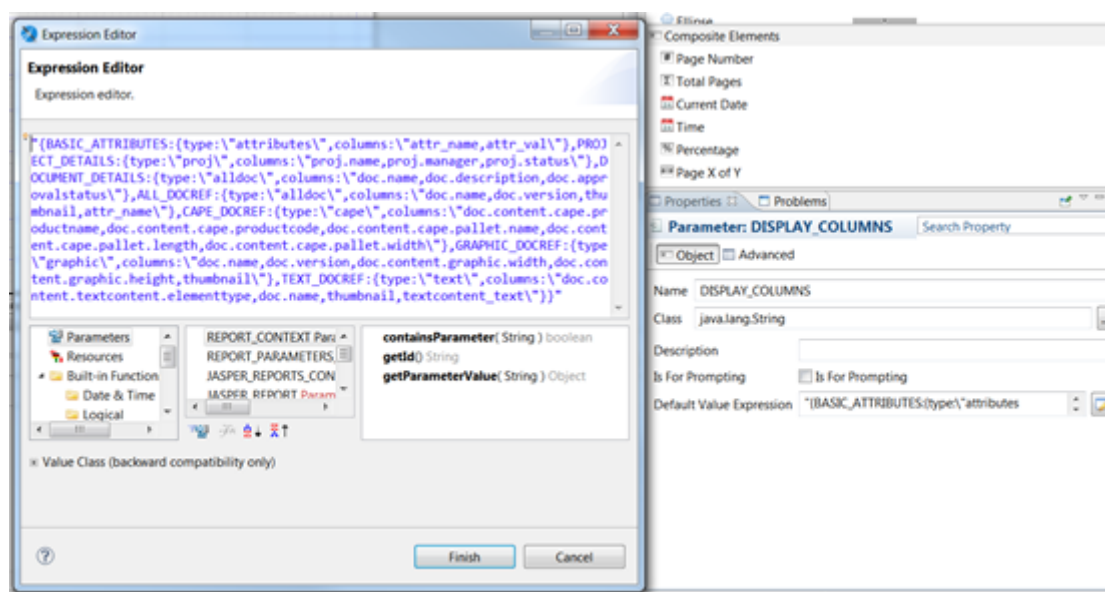 Expression Editor
Expression Editor
Expression editor.
"{BASIC_ATTRIBUTES:{type:\"attributes\",columns:\"attr_name,attr_val\"},PROJ
ECT_DETAILS:{type:\"proj\",columns:\"proj.name,proj.manager,proj.status\"},D
OCUMENT_DETAILS:{type:\"alldoc\",columns:\"doc.name,doc.description,doc.appr
ovalstatus\"},ALL_DOCREF:{type:\"alldoc\",columns:\"doc.name,doc.version,thu
mbnail,attr_name\"},CAPE_DOCREF:{type:\"cape\",columns:\"doc.content.cape.pr
oductname,doc.content.cape.productcode,doc.content.cape.pallet.name,doc.cont
ent.cape.pallet.length,doc.content.cape.pallet.width\"},GRAPHIC_DOCREF:{type
\"graphic\",columns:\"doc.name,doc.version,doc.content.graphic.width,doc.con
tent.graphic.height,thumbnail\"},TEXT_DOCREF:{type:\"text\",columns:\"doc.co
ntent.textcontent.elementtype,doc.name,thumbnail,textcontent_text\"}}"
Parameters
Resources
Built-in Function
Date & Time
Logical
REPORT_CONTEXT Para
REPORT_PARAMETERS
JASPER_REPORTS_CON
JASPER_REPORT Param
containsParameter( String ) boolean
getId() String
getParameterValue( String ) Object
Value Class (backward compatibility only)
Finish
Cancel
Ellipse
Composite Elements
Page Number
Total Pages
Current Date
Time
Percentage
Page X of Y
Properties
Problems
Parameter: DISPLAY_COLUMNS
Search Property
Object
Advanced
Name DISPLAY_COLUMNS
Class java.lang.String
Description
Is For Prompting Is For Prompting
Default Value Expression "{BASIC_ATTRIBUTES:{type:\"attributes